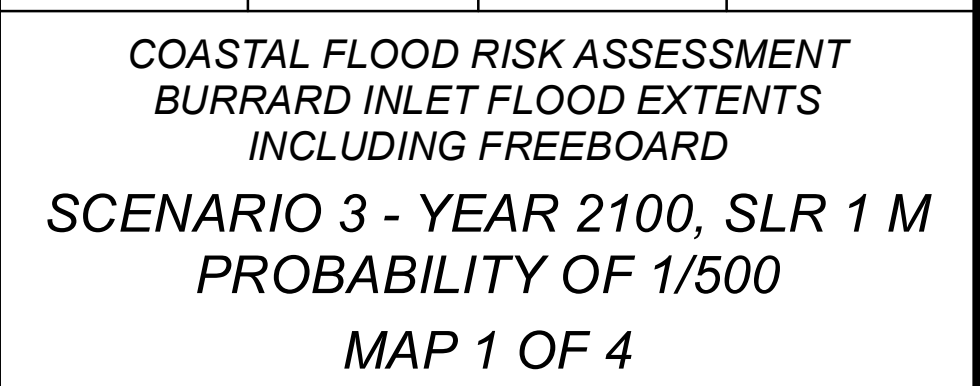 COASTAL FLOOD RISK ASSESSMENT
BURRARD INLET FLOOD EXTENTS
INCLUDING FREEBOARD
SCENARIO 3 - YEAR 2100, SLR 1 M
PROBABILITY OF 1/500
MAP 1 OF 4